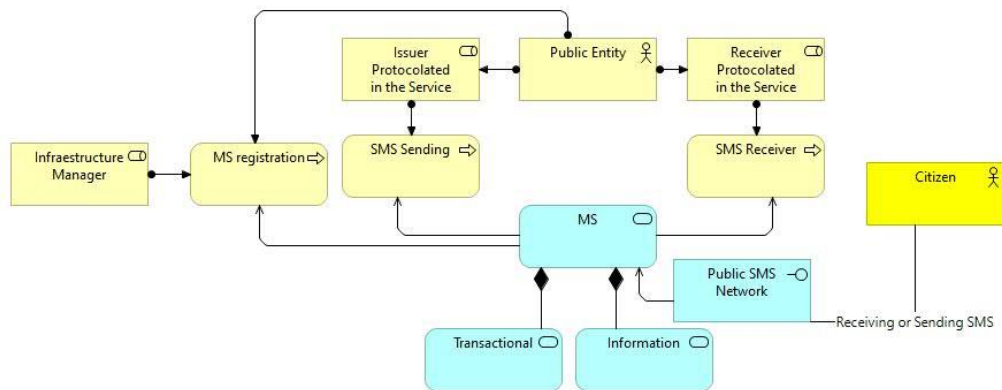 Issuer
Protocolated
in the Service
Public Entity
Receiver
Protocolated
in the Service
Infraestructure
Manager
MS registration
SMS Sending
SMS Receiver
Citizen
MS
Public SMS
Network
Receiving or Sending SMS
Transactional
Information